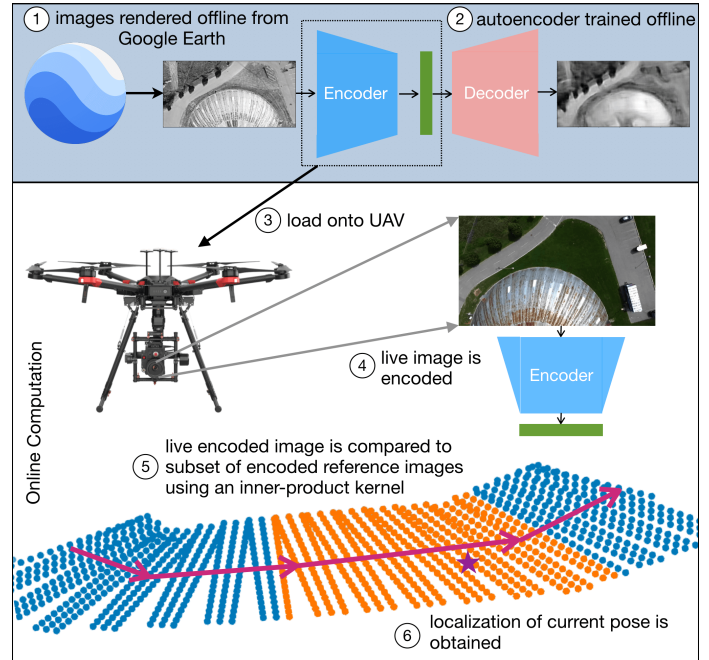 1 images rendered offline from
Google Earth
2 autoencoder trained offline
Encoder
Decoder
3 load onto UAV
4 live image is
encoded
Encoder
Online Computation
5 live encoded image is compared to
subset of encoded reference images
using an inner-product kernel
6 localization of current pose is
obtained